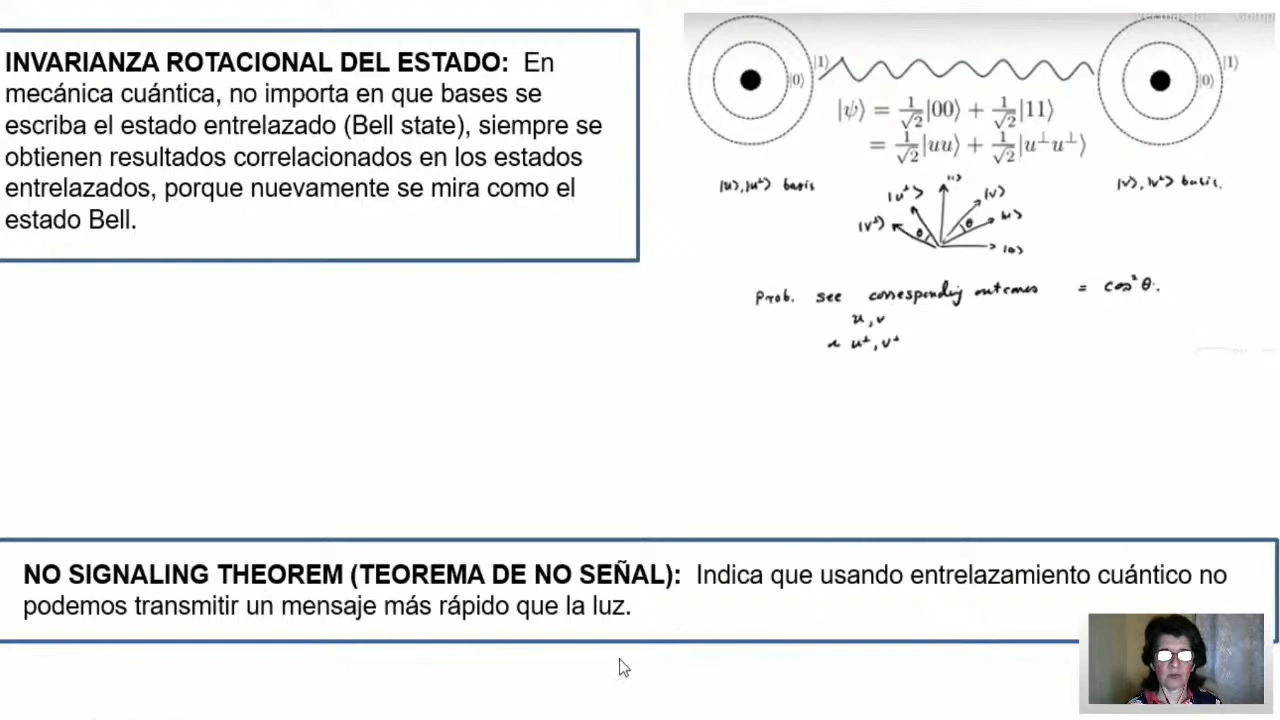 INVARIANZA ROTACIONAL DEL ESTADO: En
mecánica cuántica, no importa en que bases se
escriba el estado entrelazado (Bell state), siempre se
obtienen resultados correlacionados en los estados
entrelazados, porque nuevamente se mira como el
estado Bell.
|1⟩
|0⟩
|1⟩
|0⟩
|ψ⟩ = 1/√2|00⟩ + 1/√2|11⟩
= 1/√2|uu⟩ + 1/√2|u⊥u⊥⟩
|u⟩, |u⊥⟩ basis
|v⟩, |v⊥⟩ basis.
|1⟩
|u⊥⟩
|v⟩
|v⊥⟩
θ
θ
|u⟩
|0⟩
Prob. see corresponding outcomes = cos²θ.
u, v
u⊥, v⊥
NO SIGNALING THEOREM (TEOREMA DE NO SEÑAL): Indica que usando entrelazamiento cuántico no
podemos transmitir un mensaje más rápido que la luz.